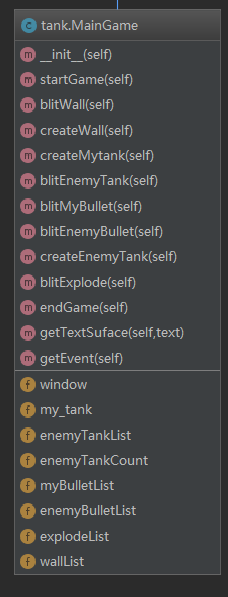 c tank.MainGame
m __init__(self)
m startGame(self)
m blitWall(self)
m createWall(self)
m createMytank(self)
m blitEnemyTank(self)
m blitMyBullet(self)
m blitEnemyBullet(self)
m createEnemyTank(self)
m blitExplode(self)
m endGame(self)
m getTextSuface(self,text)
m getEvent(self)
f window
f my_tank
f enemyTankList
f enemyTankCount
f myBulletList
f enemyBulletList
f explodeList
f wallList